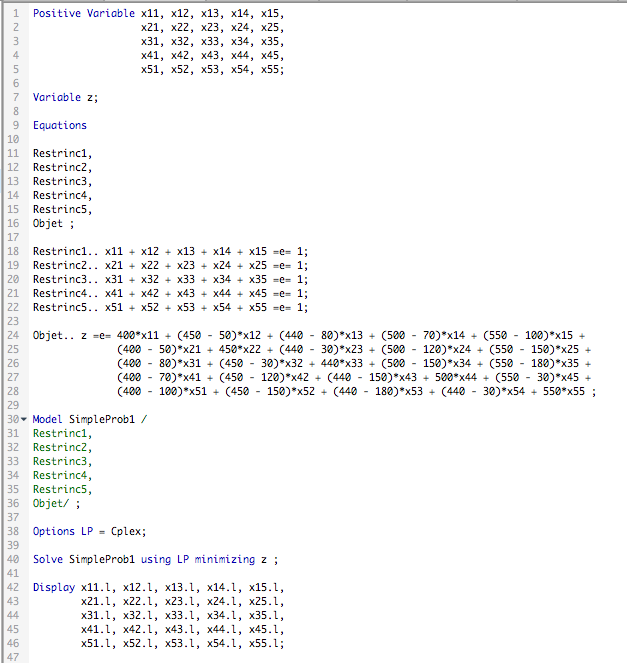 1 Positive Variable x11, x12, x13, x14, x15,
2 x21, x22, x23, x24, x25,
3 x31, x32, x33, x34, x35,
4 x41, x42, x43, x44, x45,
5 x51, x52, x53, x54, x55;
6
7 Variable z;
8
9 Equations
10
11 Restrinc1,
12 Restrinc2,
13 Restrinc3,
14 Restrinc4,
15 Restrinc5,
16 Objet ;
17
18 Restrinc1.. x11 + x12 + x13 + x14 + x15 =e= 1;
19 Restrinc2.. x21 + x22 + x23 + x24 + x25 =e= 1;
20 Restrinc3.. x31 + x32 + x33 + x34 + x35 =e= 1;
21 Restrinc4.. x41 + x42 + x43 + x44 + x45 =e= 1;
22 Restrinc5.. x51 + x52 + x53 + x54 + x55 =e= 1;
23
24 Objet.. z =e= 400*x11 + (450 - 50)*x12 + (440 - 80)*x13 + (500 - 70)*x14 + (550 - 100)*x15 +
25 (400 - 50)*x21 + 450*x22 + (440 - 30)*x23 + (500 - 120)*x24 + (550 - 150)*x25 +
26 (400 - 80)*x31 + (450 - 30)*x32 + 440*x33 + (500 - 150)*x34 + (550 - 180)*x35 +
27 (400 - 70)*x41 + (450 - 120)*x42 + (440 - 150)*x43 + 500*x44 + (550 - 30)*x45 +
28 (400 - 100)*x51 + (450 - 150)*x52 + (440 - 180)*x53 + (440 - 30)*x54 + 550*x55 ;
29
30 Model SimpleProb1 /
31 Restrinc1,
32 Restrinc2,
33 Restrinc3,
34 Restrinc4,
35 Restrinc5,
36 Objet/ ;
37
38 Options LP = Cplex;
39
40 Solve SimpleProb1 using LP minimizing z ;
41
42 Display x11.l, x12.l, x13.l, x14.l, x15.l,
43 x21.l, x22.l, x23.l, x24.l, x25.l,
44 x31.l, x32.l, x33.l, x34.l, x35.l,
45 x41.l, x42.l, x43.l, x44.l, x45.l,
46 x51.l, x52.l, x53.l, x54.l, x55.l;
47